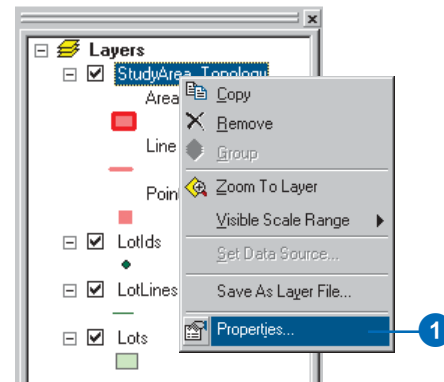 Layers
StudyArea_Topology
Area
Line
Point
LotIds
LotLines
Lots
Copy
Remove
Group
Zoom To Layer
Visible Scale Range
Set Data Source...
Save As Layer File...
Properties...
1